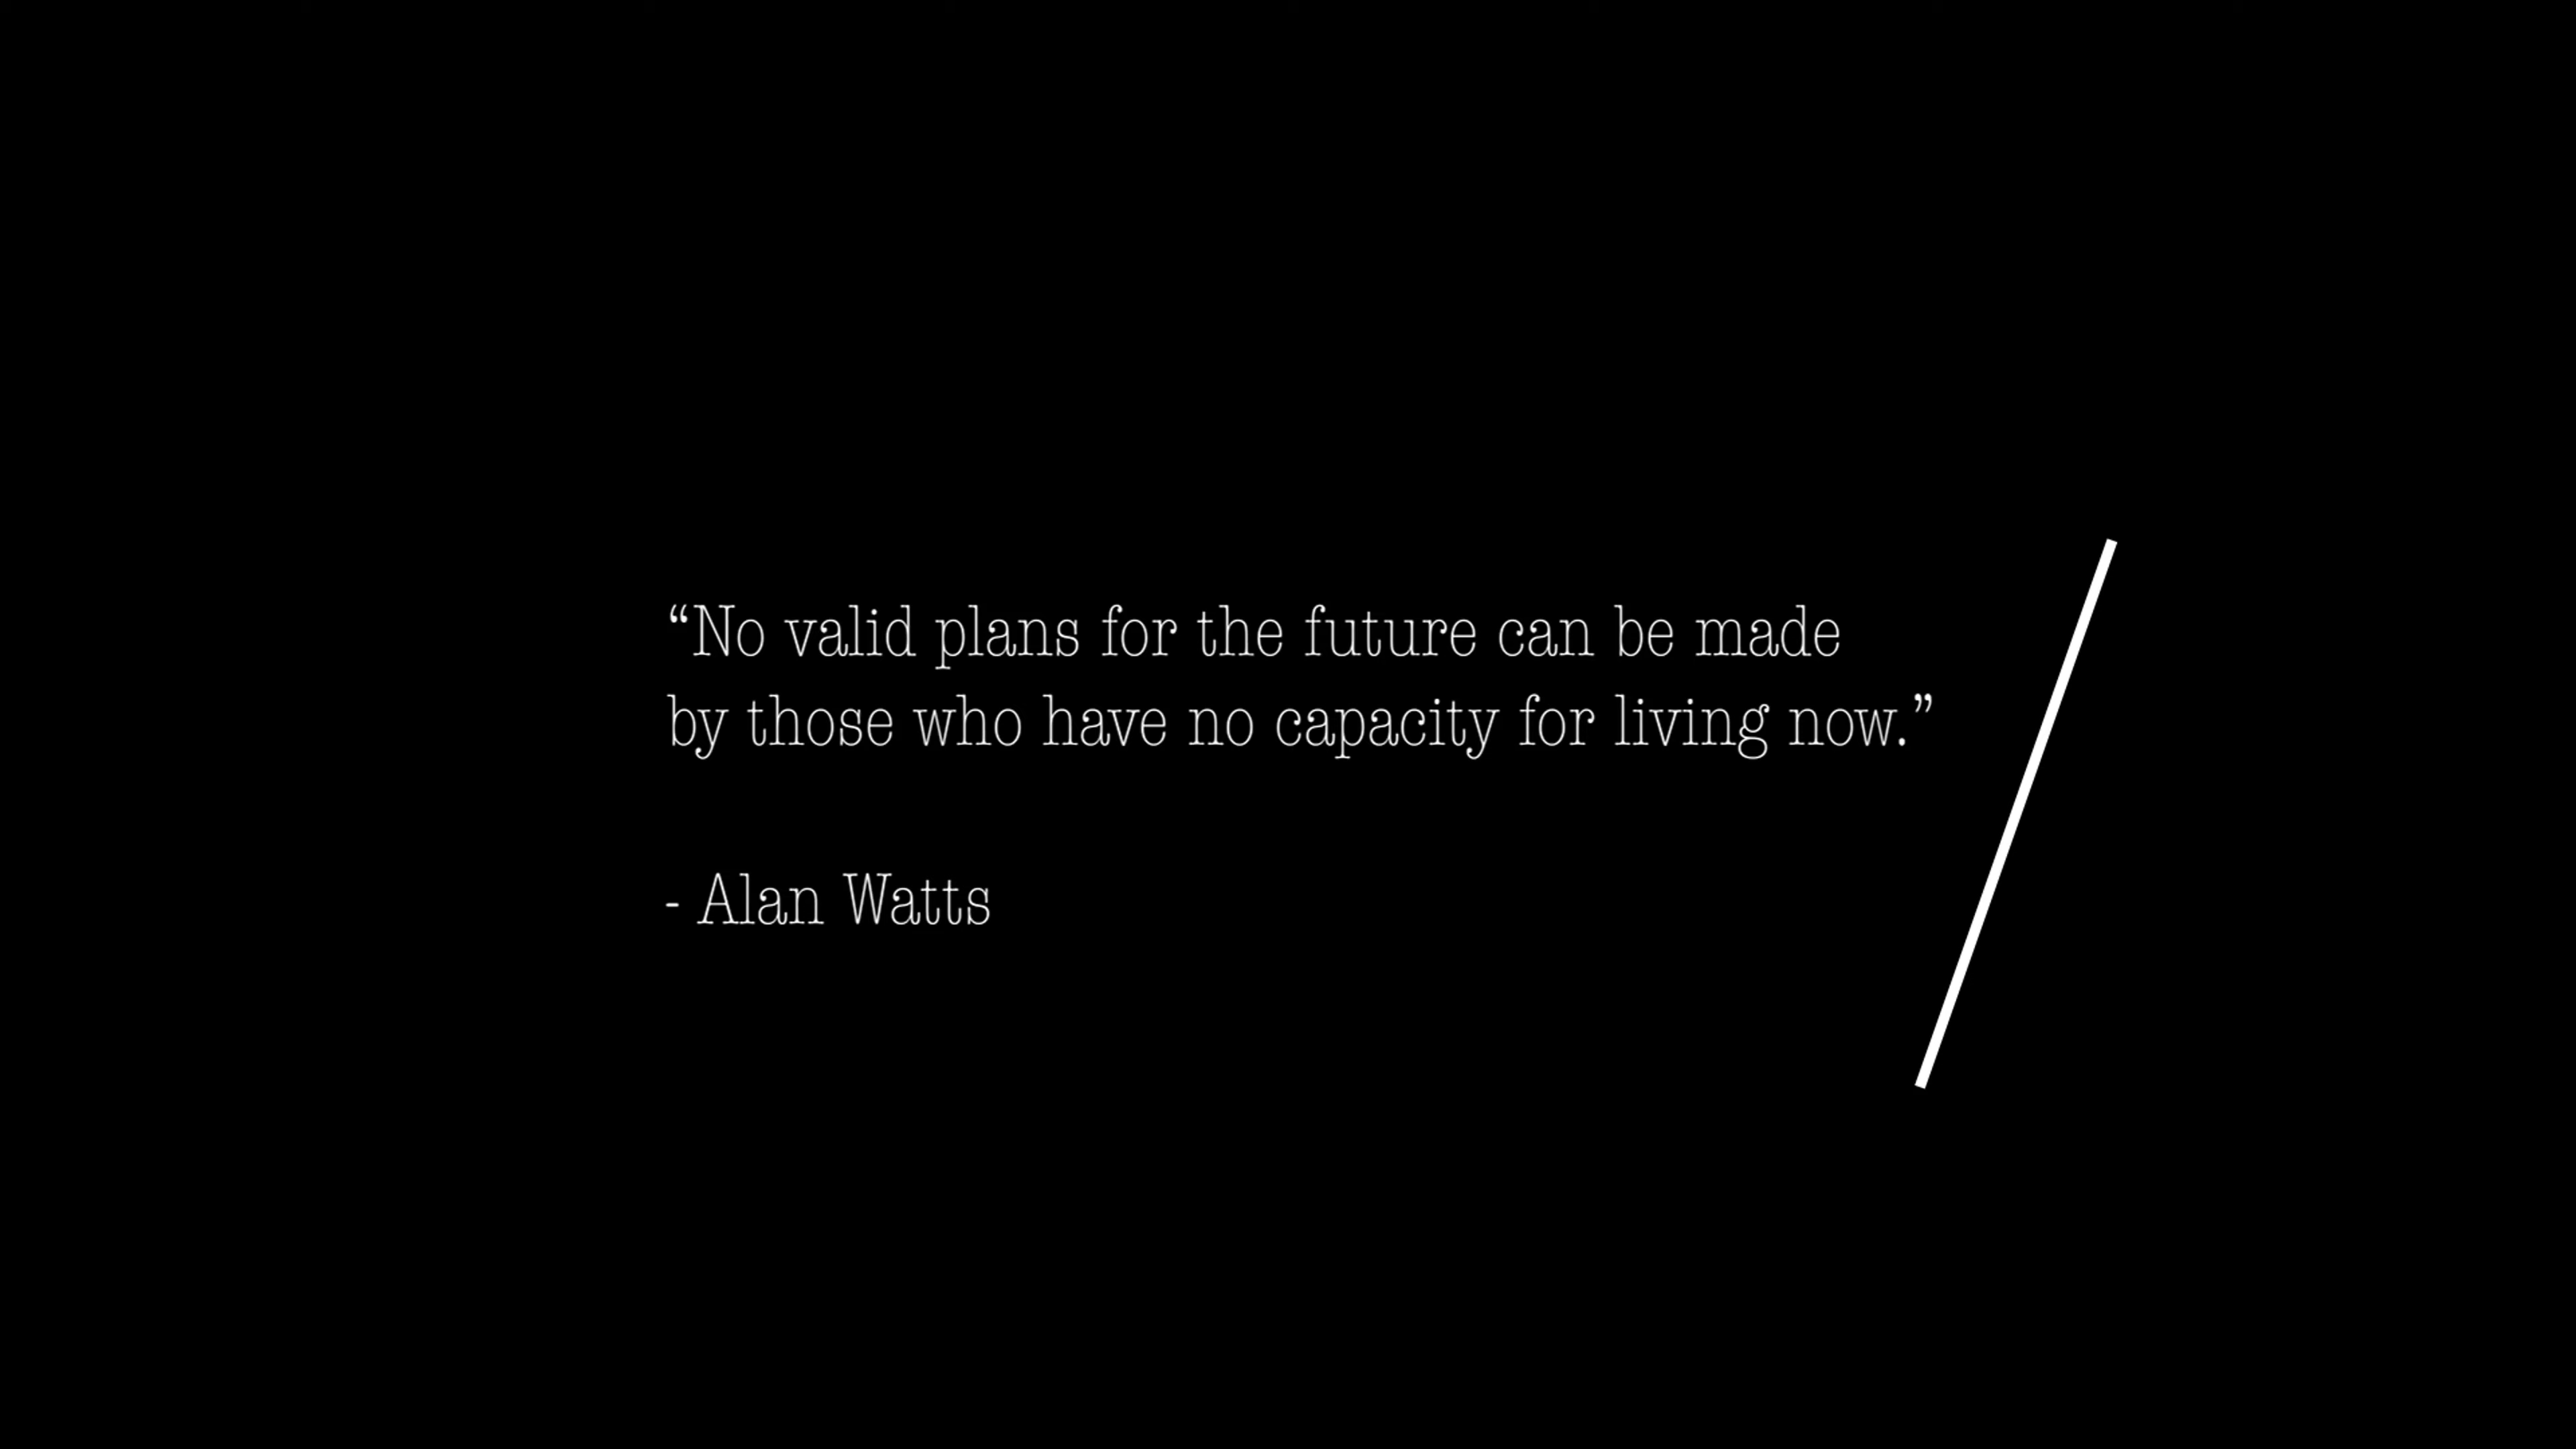 “No valid plans for the future can be made
by those who have no capacity for living now.”
- Alan Watts